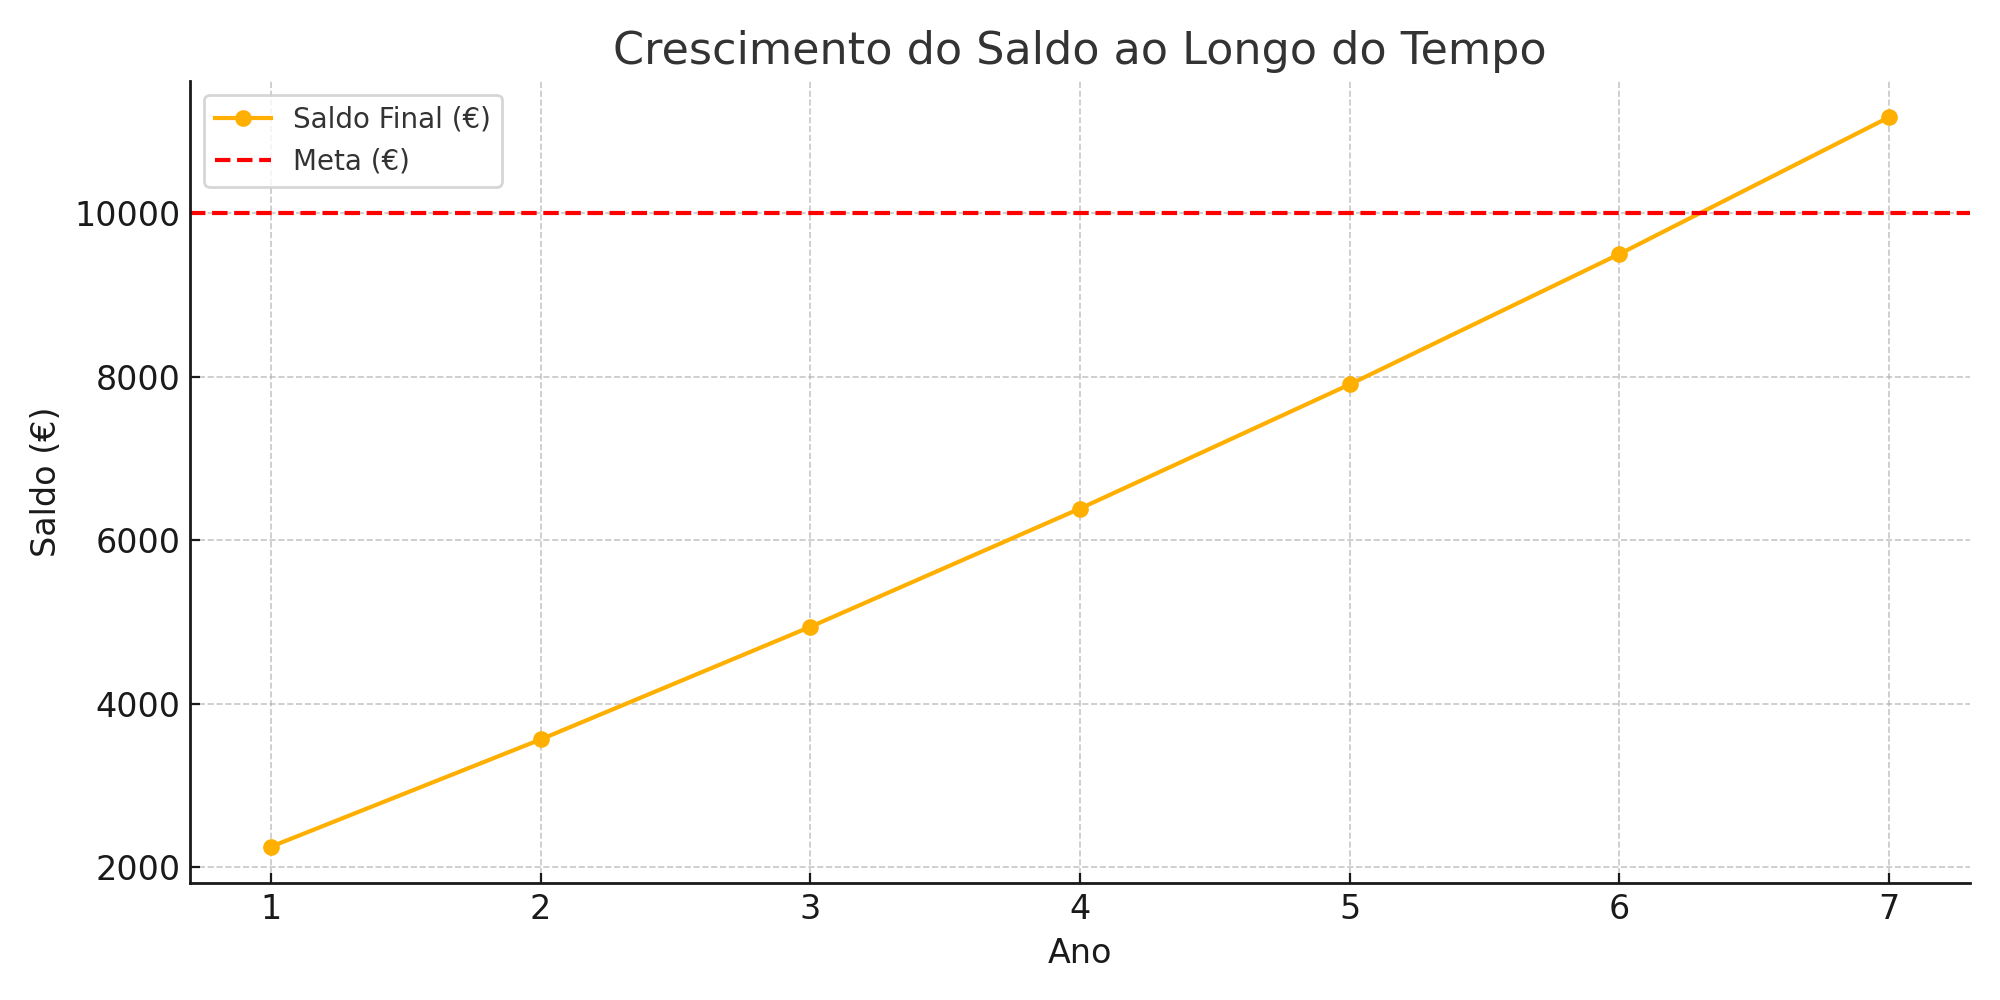 Crescimento do Saldo ao Longo do Tempo
Saldo Final (€)
Meta (€)
10000
8000
6000
4000
2000
Saldo (€)
1 2 3 4 5 6 7
Ano